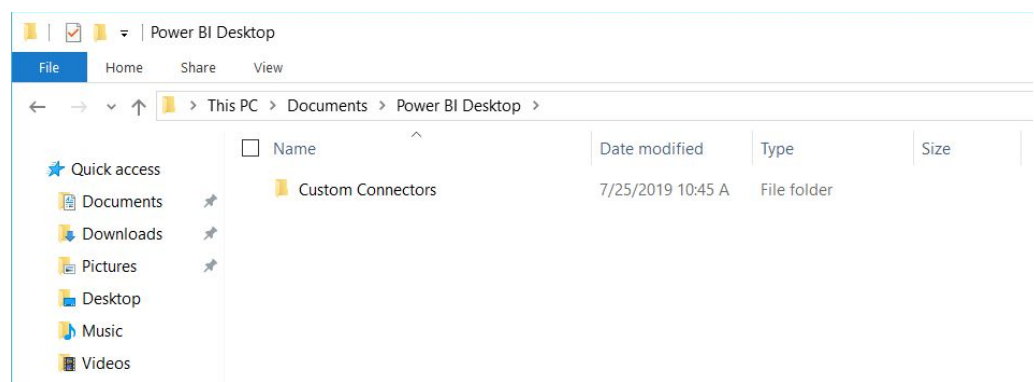 Power BI Desktop
File Home Share View
This PC > Documents > Power BI Desktop >
Name Date modified Type Size
Quick access
Custom Connectors 7/25/2019 10:45 A File folder
Documents
Downloads
Pictures
Desktop
Music
Videos